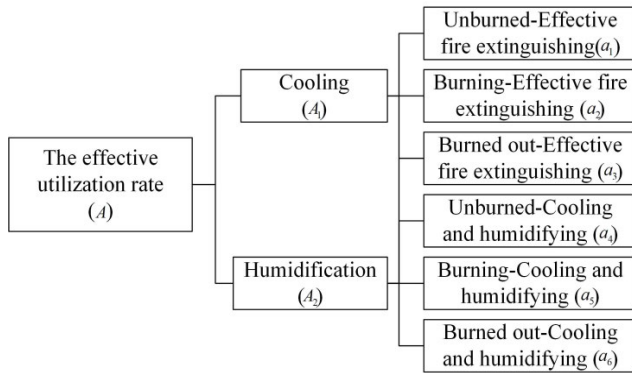 The effective
utilization rate
(A)
Cooling
(A₁)
Humidification
(A₂)
Unburned-Effective
fire extinguishing(a₁)
Burning-Effective fire
extinguishing (a₂)
Burned out-Effective
fire extinguishing (a₃)
Unburned-Cooling
and humidifying (a₄)
Burning-Cooling and
humidifying (a₅)
Burned out-Cooling
and humidifying (a₆)